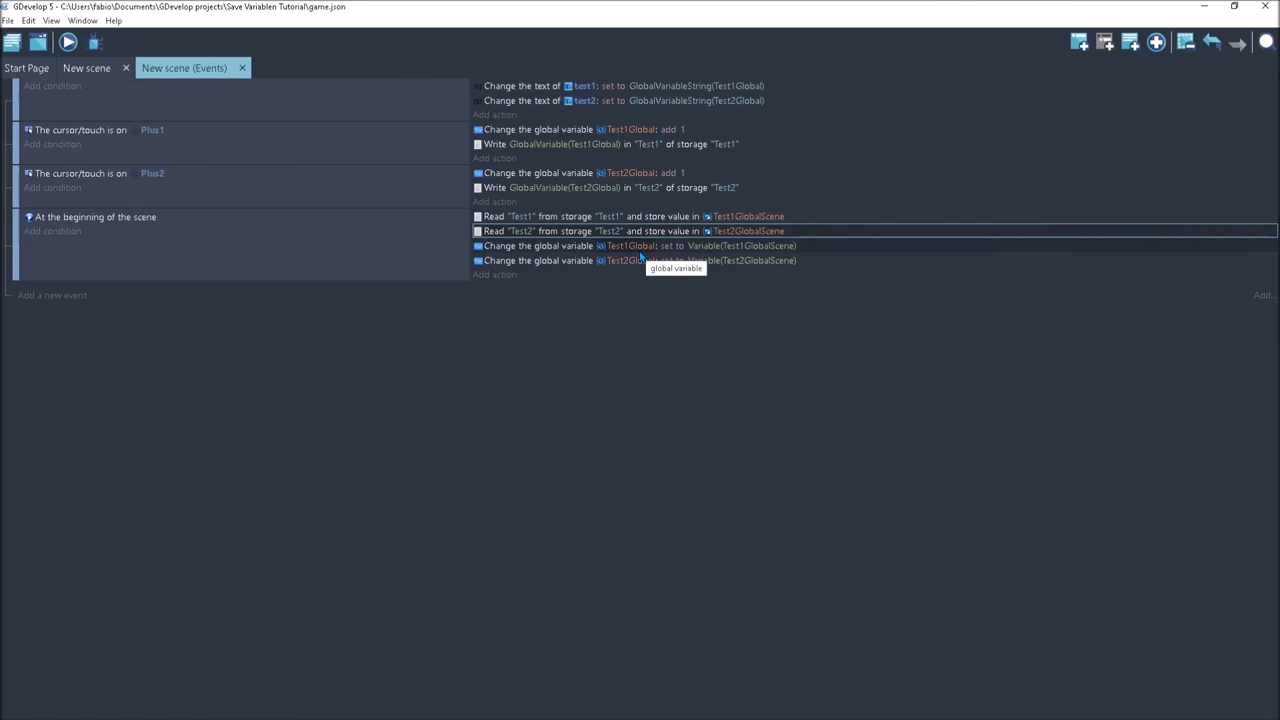 GDevelop 5 - C:\Users\fabio\Documents\GDevelop projects\Save Variablen Tutorial\game.json
File Edit View Window Help
Start Page New scene × New scene (Events) ×
Add condition
Change the text of test1: set to GlobalVariableString(Test1Global)
Change the text of test2: set to GlobalVariableString(Test2Global)
Add action
The cursor/touch is on Plus1
Add condition
Change the global variable Test1Global: add 1
Write GlobalVariable(Test1Global) in "Test1" of storage "Test1"
Add action
The cursor/touch is on Plus2
Add condition
Change the global variable Test2Global: add 1
Write GlobalVariable(Test2Global) in "Test2" of storage "Test2"
Add action
At the beginning of the scene
Add condition
Read "Test1" from storage "Test1" and store value in Test1GlobalScene
Read "Test2" from storage "Test2" and store value in Test2GlobalScene
Change the global variable Test1Global: set to Variable(Test1GlobalScene)
Change the global variable Test2Global: set to Variable(Test2GlobalScene)
global variable
Add action
Add a new event
Add...